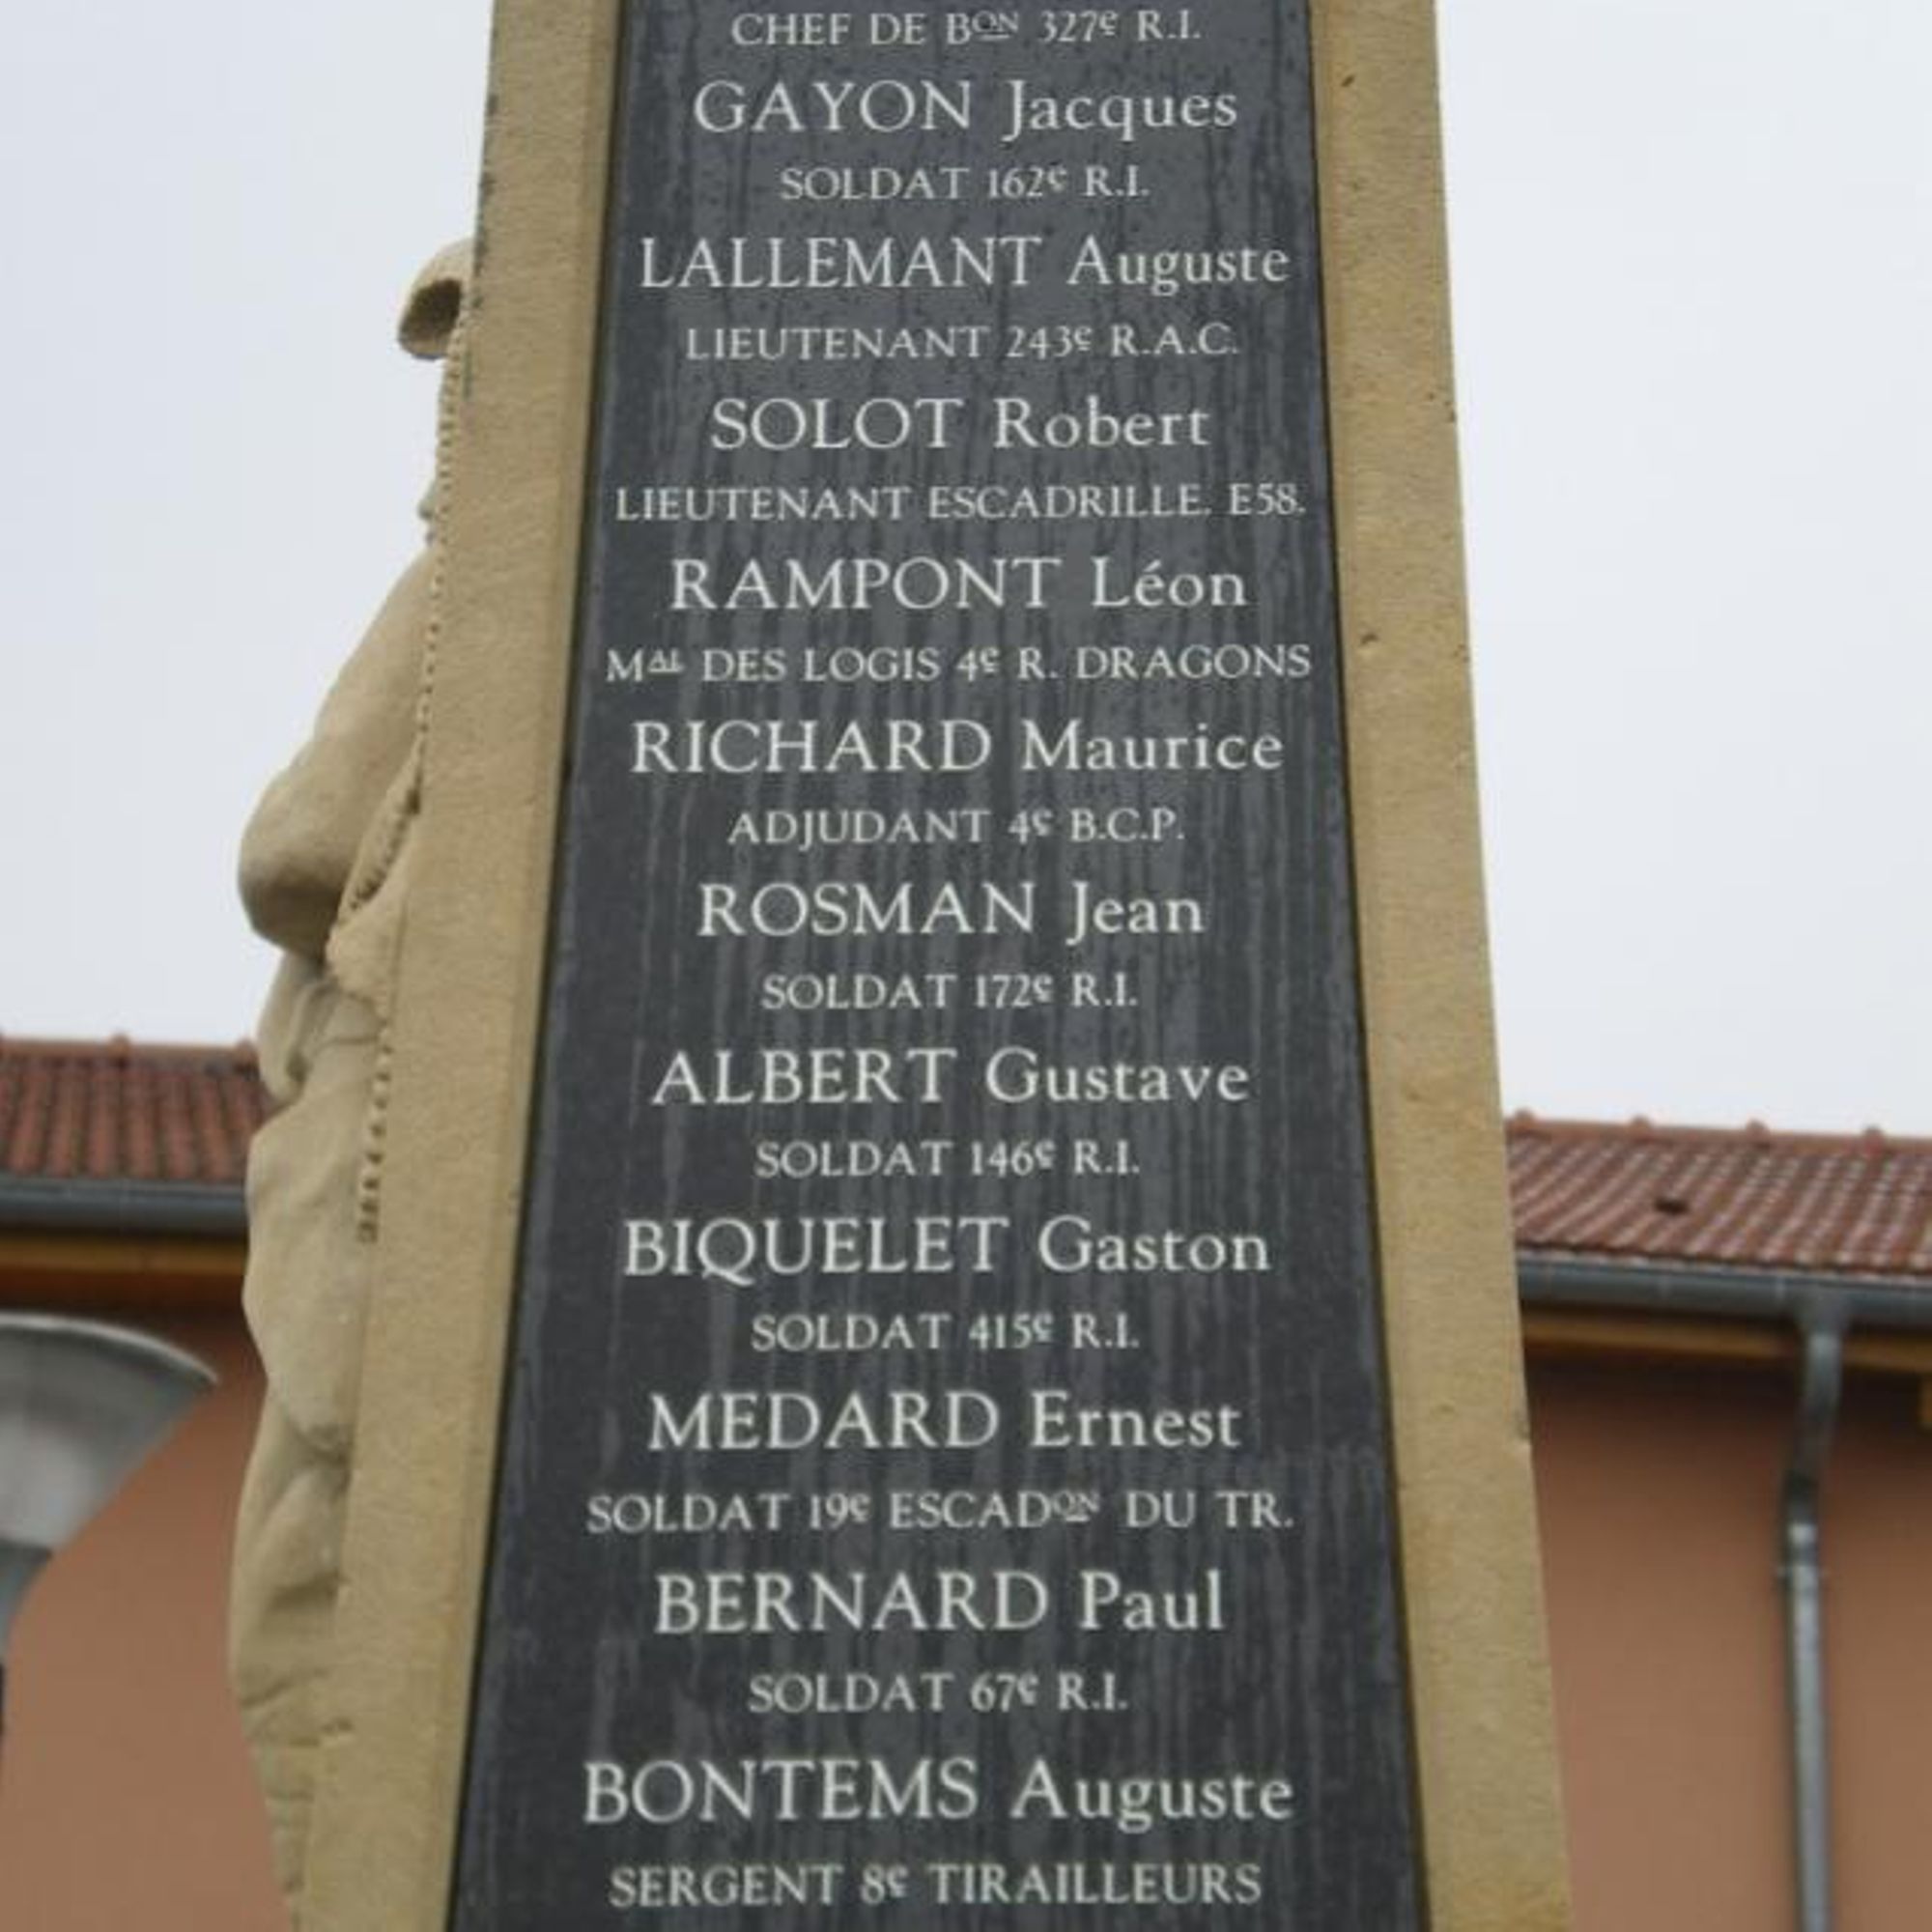 CHEF DE BON 327e R.I.
GAYON Jacques
SOLDAT 162e R.I.
LALLEMANT Auguste
LIEUTENANT 243e R.A.C.
SOLOT Robert
LIEUTENANT ESCADRILLE. E58.
RAMPONT Léon
MAL DES LOGIS 4e R. DRAGONS
RICHARD Maurice
ADJUDANT 4e B.C.P.
ROSMAN Jean
SOLDAT 172e R.I.
ALBERT Gustave
SOLDAT 146e R.I.
BIQUELET Gaston
SOLDAT 415e R.I.
MEDARD Ernest
SOLDAT 19e ESCADON DU TR.
BERNARD Paul
SOLDAT 67e R.I.
BONTEMS Auguste
SERGENT 8e TIRAILLEURS